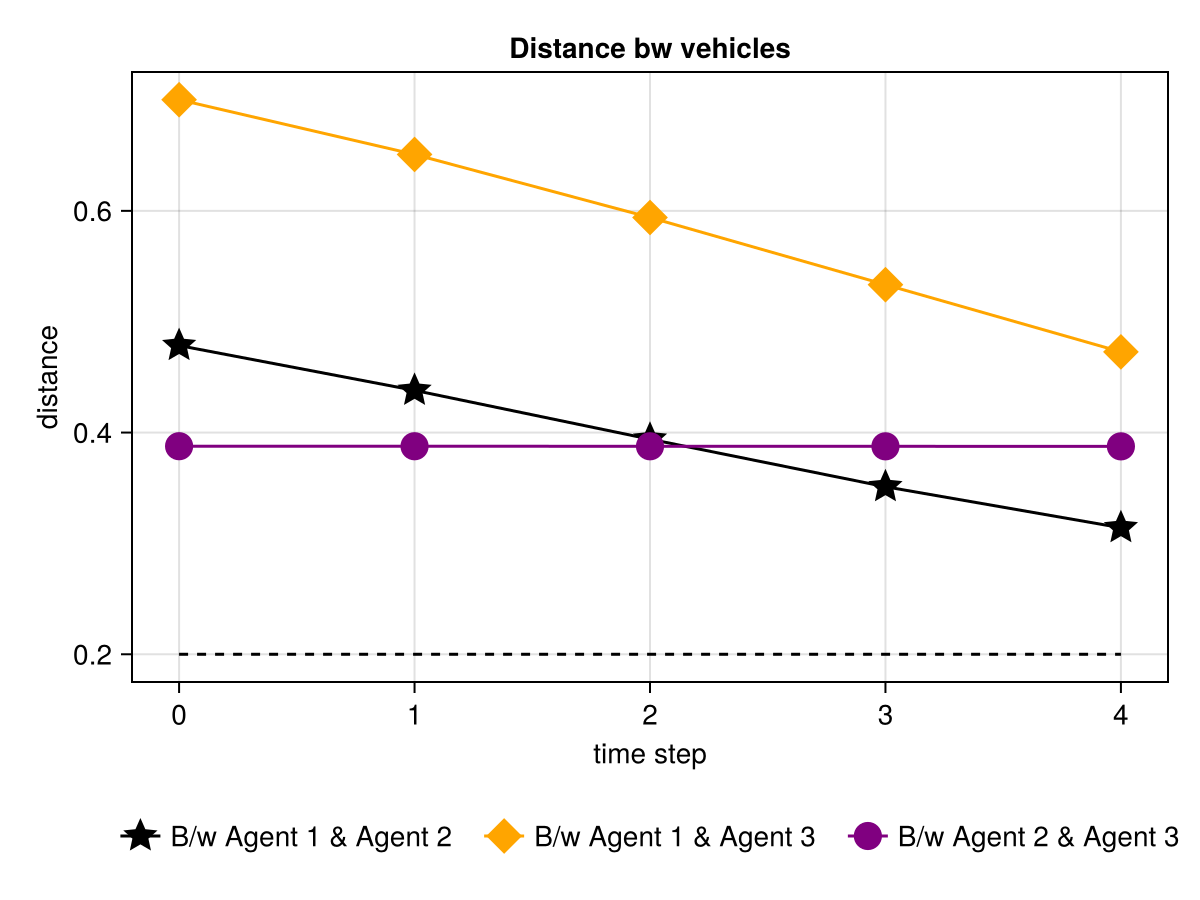 Distance bw vehicles
0.6
0.4
0.2
distance
0 1 2 3 4
time step
B/w Agent 1 & Agent 2 B/w Agent 1 & Agent 3 B/w Agent 2 & Agent 3